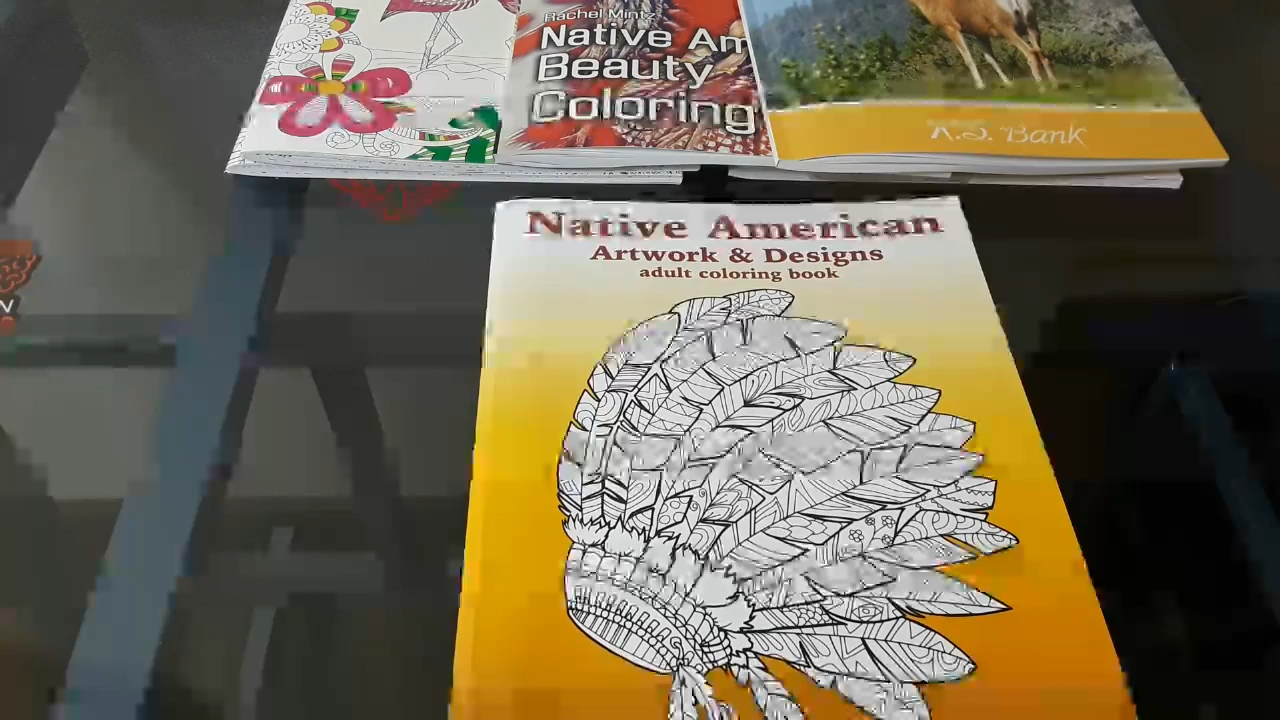 Rachel Mintz
Native Am
Beauty
Coloring
R.J. Bank
Native American
Artwork & Designs
adult coloring book